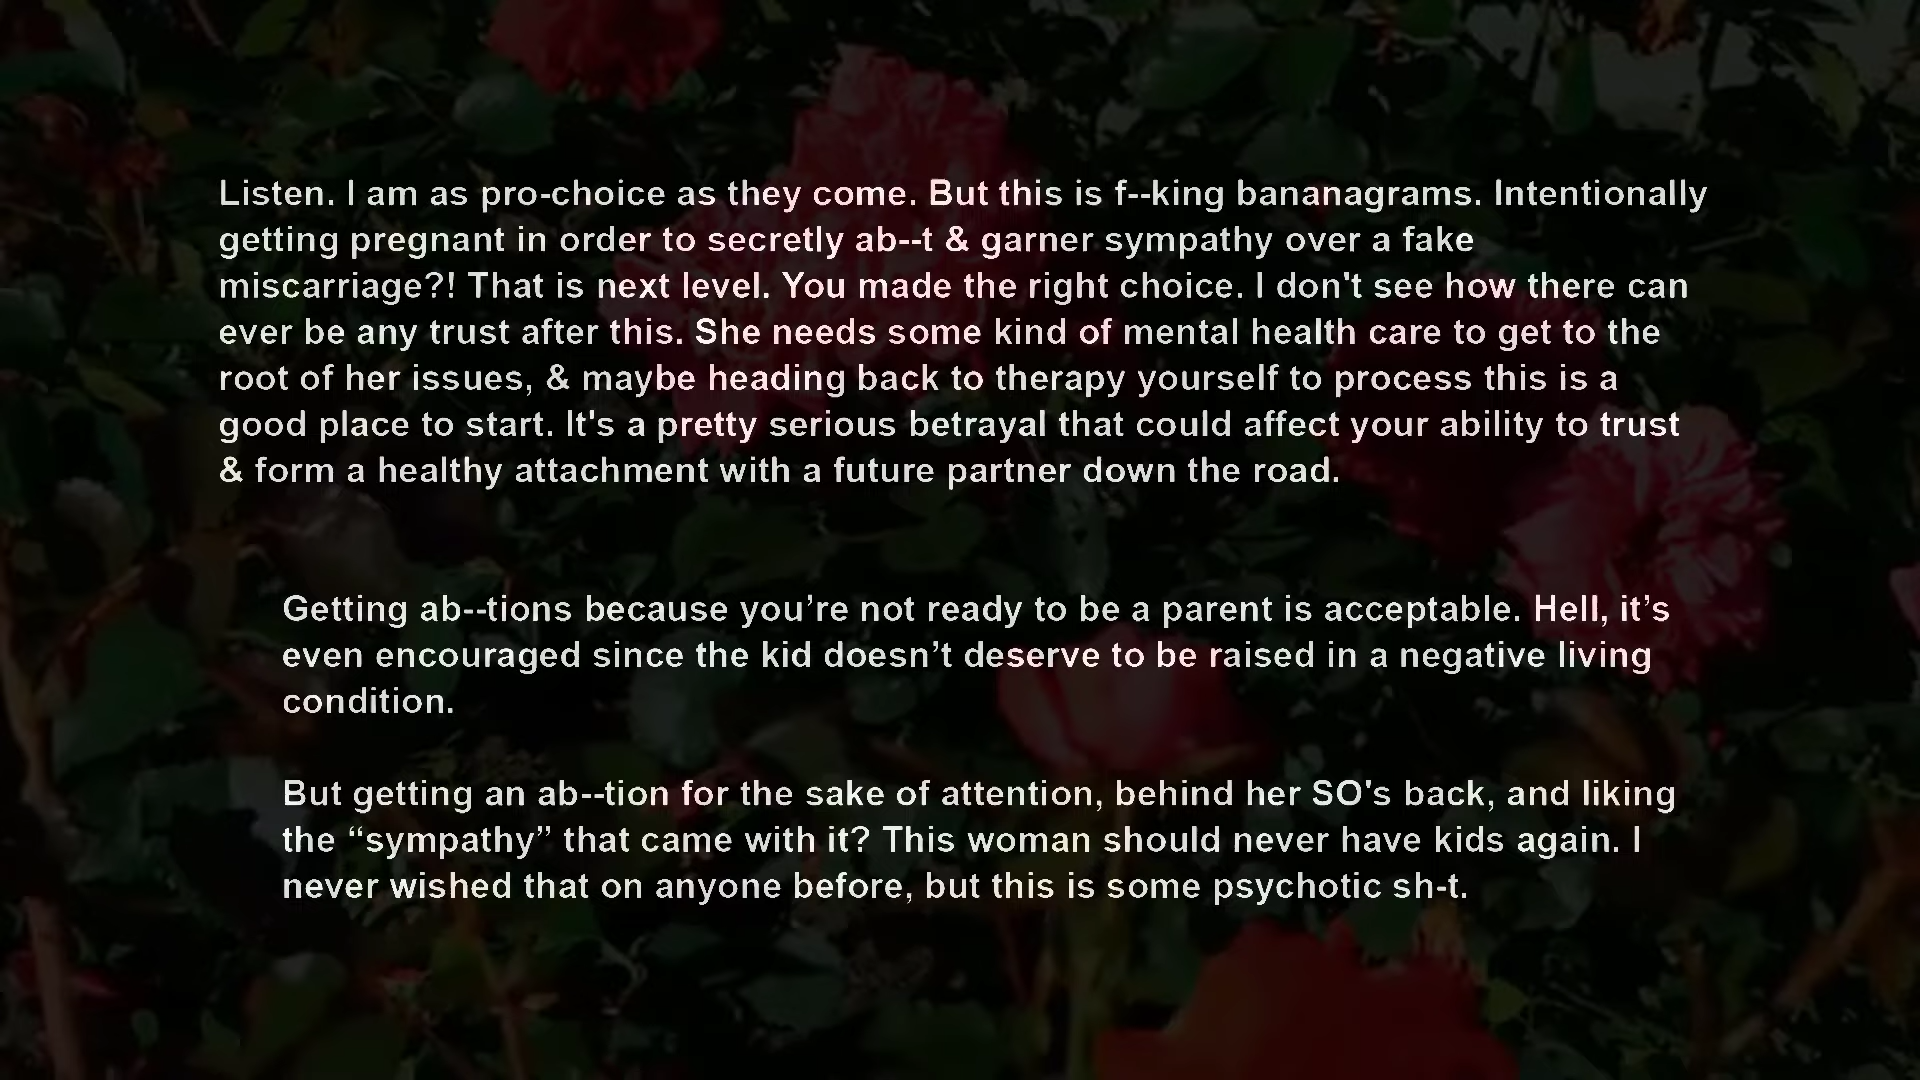 Listen. I am as pro-choice as they come. But this is f--king bananagrams. Intentionally
getting pregnant in order to secretly ab--t & garner sympathy over a fake
miscarriage?! That is next level. You made the right choice. I don't see how there can
ever be any trust after this. She needs some kind of mental health care to get to the
root of her issues, & maybe heading back to therapy yourself to process this is a
good place to start. It's a pretty serious betrayal that could affect your ability to trust
& form a healthy attachment with a future partner down the road.
Getting ab--tions because you’re not ready to be a parent is acceptable. Hell, it’s
even encouraged since the kid doesn’t deserve to be raised in a negative living
condition.
But getting an ab--tion for the sake of attention, behind her SO's back, and liking
the “sympathy” that came with it? This woman should never have kids again. I
never wished that on anyone before, but this is some psychotic sh-t.